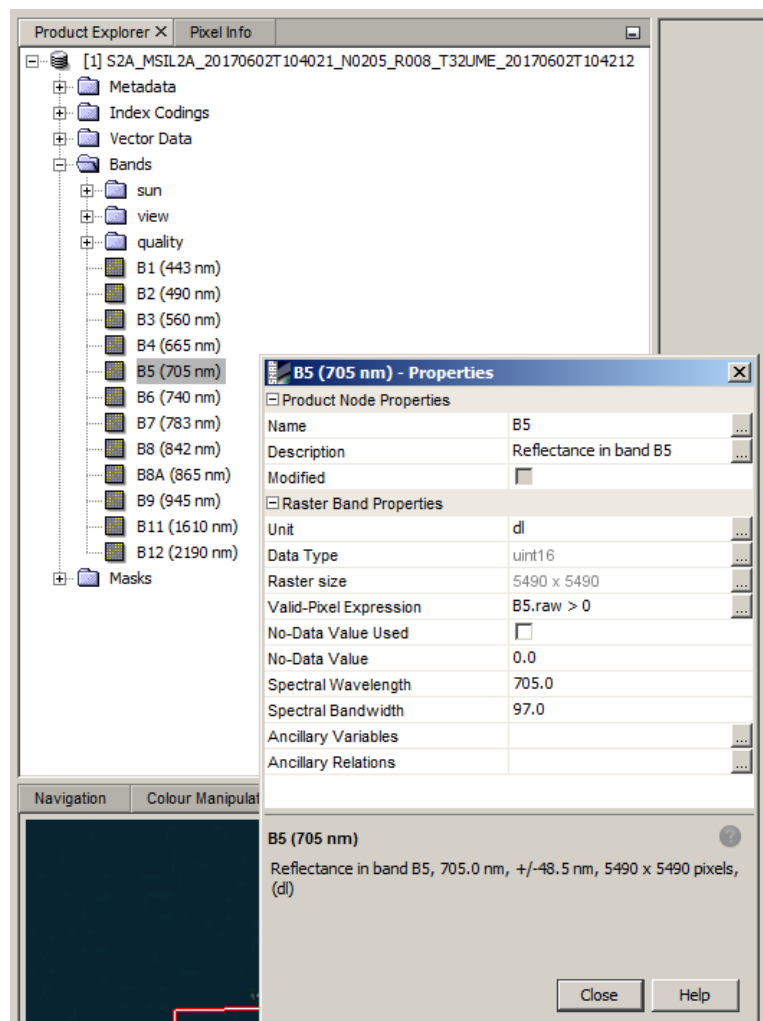 Product Explorer X Pixel Info
[1] S2A_MSIL2A_20170602T104021_N0205_R008_T32UME_20170602T104212
Metadata
Index Codings
Vector Data
Bands
sun
view
quality
B1 (443 nm)
B2 (490 nm)
B3 (560 nm)
B4 (665 nm)
B5 (705 nm)
B6 (740 nm)
B7 (783 nm)
B8 (842 nm)
B8A (865 nm)
B9 (945 nm)
B11 (1610 nm)
B12 (2190 nm)
Masks
SNAP
B5 (705 nm) - Properties
Product Node Properties
Name B5 ...
Description Reflectance in band B5 ...
Modified
Raster Band Properties
Unit dl ...
Data Type uint16 ...
Raster size 5490 x 5490 ...
Valid-Pixel Expression B5.raw > 0 ...
No-Data Value Used
No-Data Value 0.0
Spectral Wavelength 705.0
Spectral Bandwidth 97.0
Ancillary Variables ...
Ancillary Relations ...
B5 (705 nm) ?
Reflectance in band B5, 705.0 nm, +/-48.5 nm, 5490 x 5490 pixels,
(dl)
Close Help
Navigation Colour Manipulat